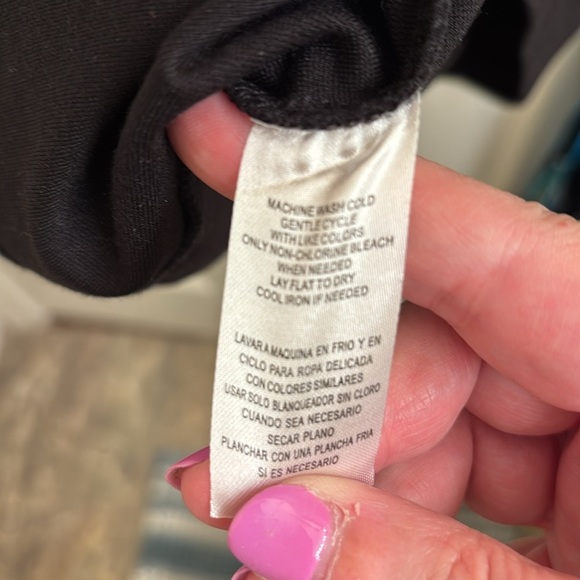 MACHINE WASH COLD
GENTLE CYCLE
WITH LIKE COLORS
ONLY NON-CHLORINE BLEACH
WHEN NEEDED
LAY FLAT TO DRY
COOL IRON IF NEEDED
LAVAR A MAQUINA EN FRIO Y EN
CICLO PARA ROPA DELICADA
CON COLORES SIMILARES
USAR SOLO BLANQUEADOR SIN CLORO
CUANDO SEA NECESARIO
SECAR PLANO
PLANCHAR CON UNA PLANCHA FRIA
SI ES NECESARIO